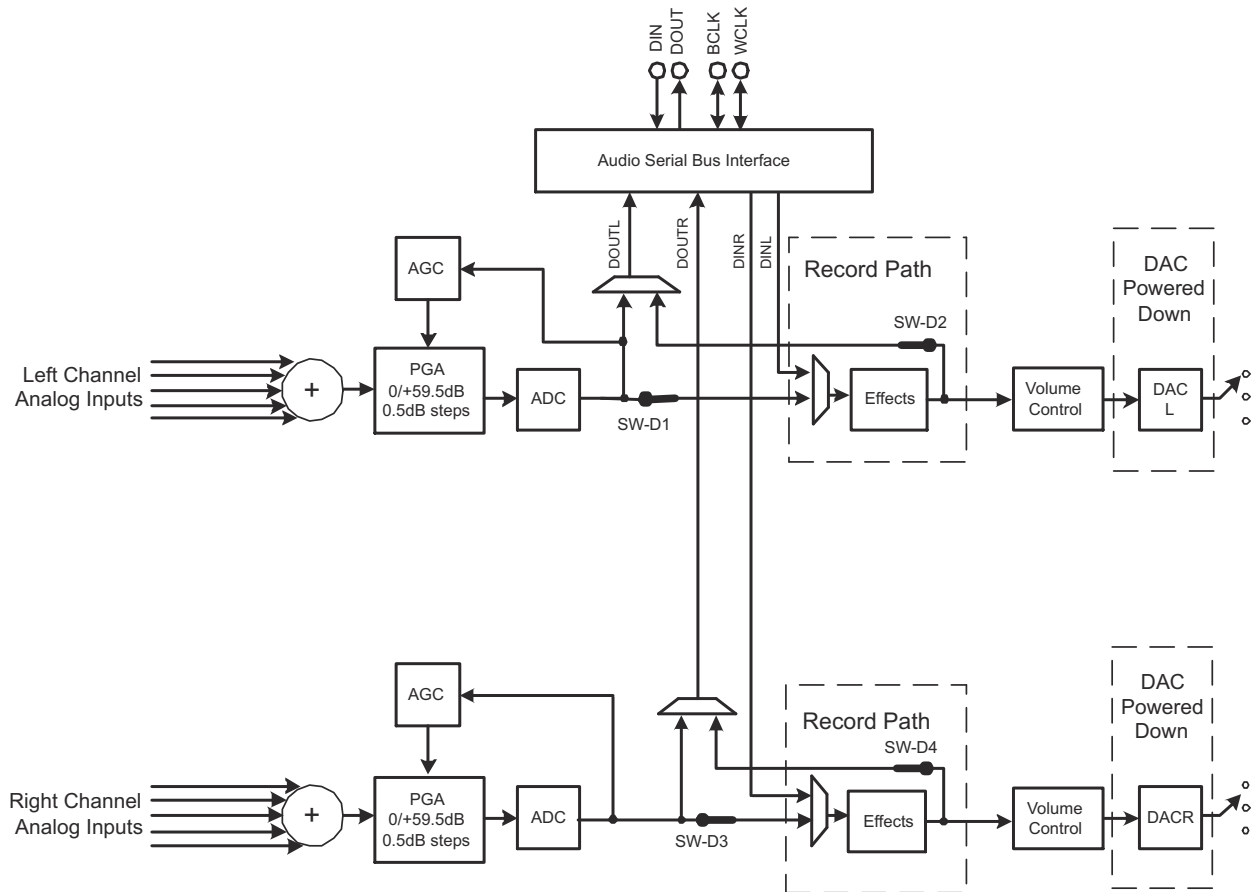 DIN
DOUT
BCLK
WCLK
Audio Serial Bus Interface
DOUTL
DOUTR
DINR
DINL
Record Path
DAC
Powered
Down
AGC
SW-D2
Left Channel
Analog Inputs
+
PGA
0/+59.5dB
0.5dB steps
ADC
SW-D1
Effects
Volume
Control
DAC
L
AGC
Record Path
DAC
Powered
Down
SW-D4
Right Channel
Analog Inputs
+
PGA
0/+59.5dB
0.5dB steps
ADC
SW-D3
Effects
Volume
Control
DACR